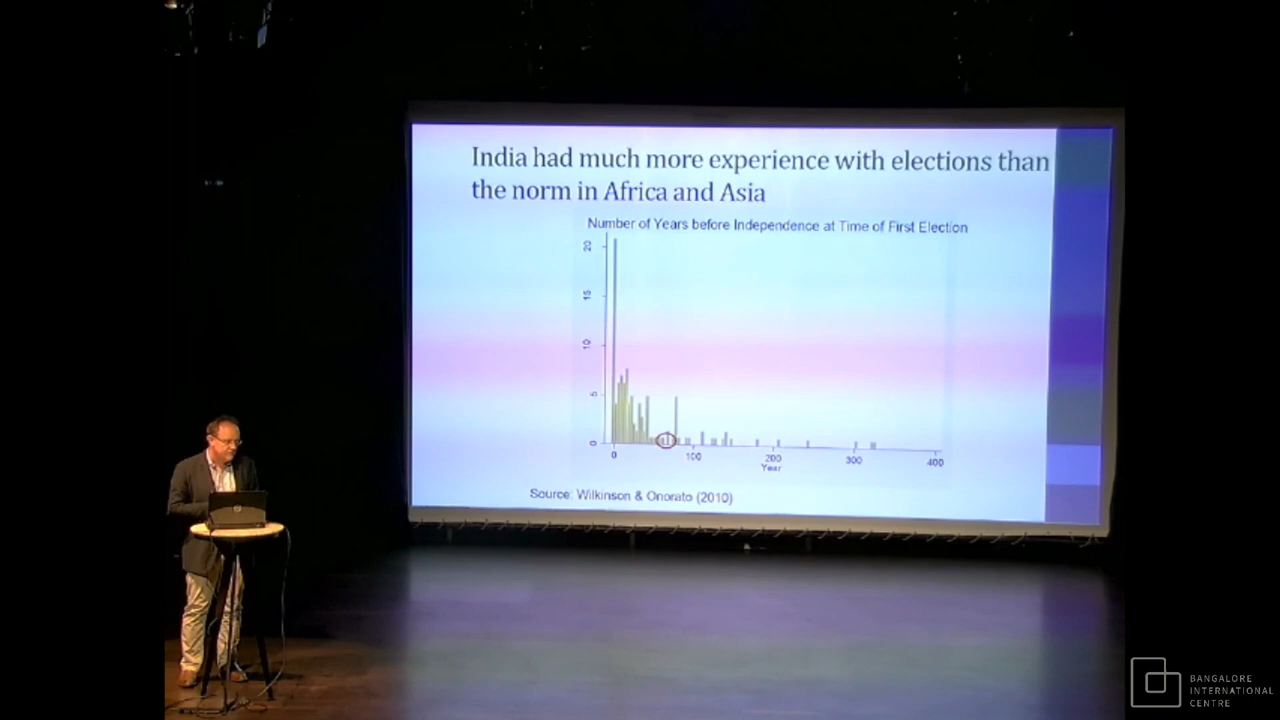 India had much more experience with elections than
the norm in Africa and Asia
Number of Years before Independence at Time of First Election
20
15
10
5
0
0 100 200 300 400
Year
Source: Wilkinson & Onorato (2010)
BANGALORE
INTERNATIONAL
CENTRE